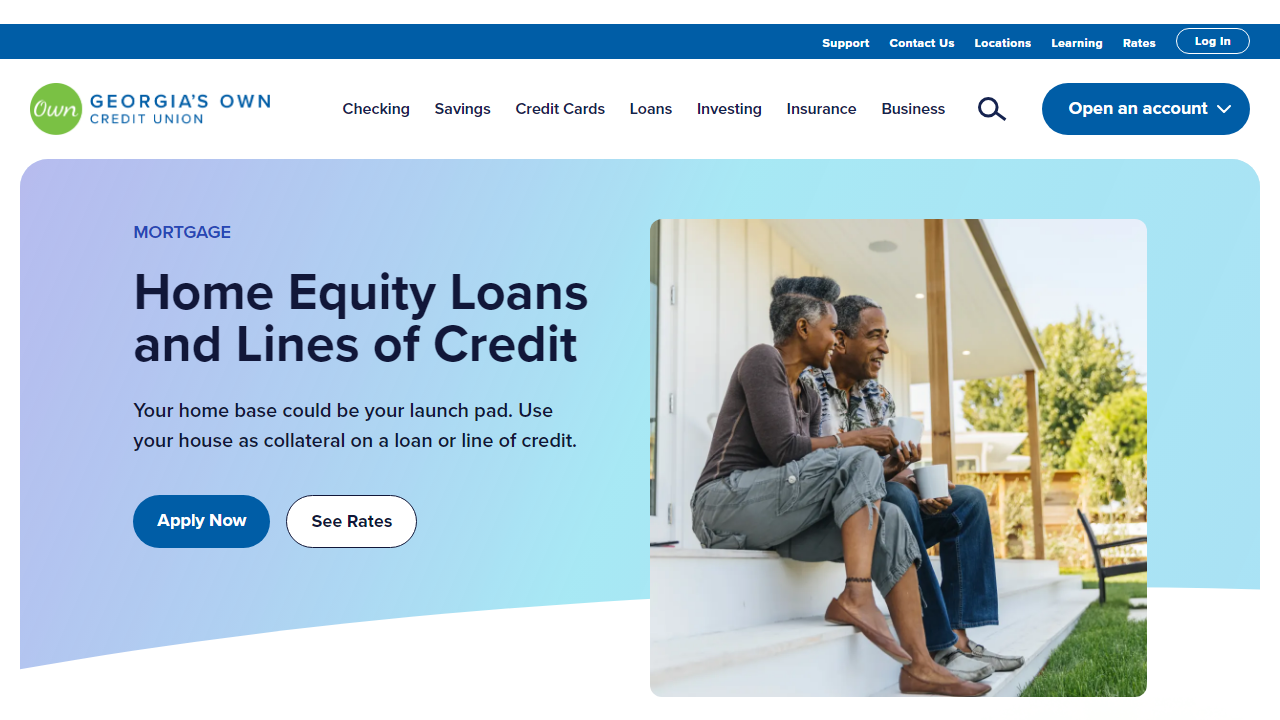 Support Contact Us Locations Learning Rates Log In
Own GEORGIA'S OWN
CREDIT UNION
Checking Savings Credit Cards Loans Investing Insurance Business Open an account
MORTGAGE
Home Equity Loans
and Lines of Credit
Your home base could be your launch pad. Use
your house as collateral on a loan or line of credit.
Apply Now See Rates